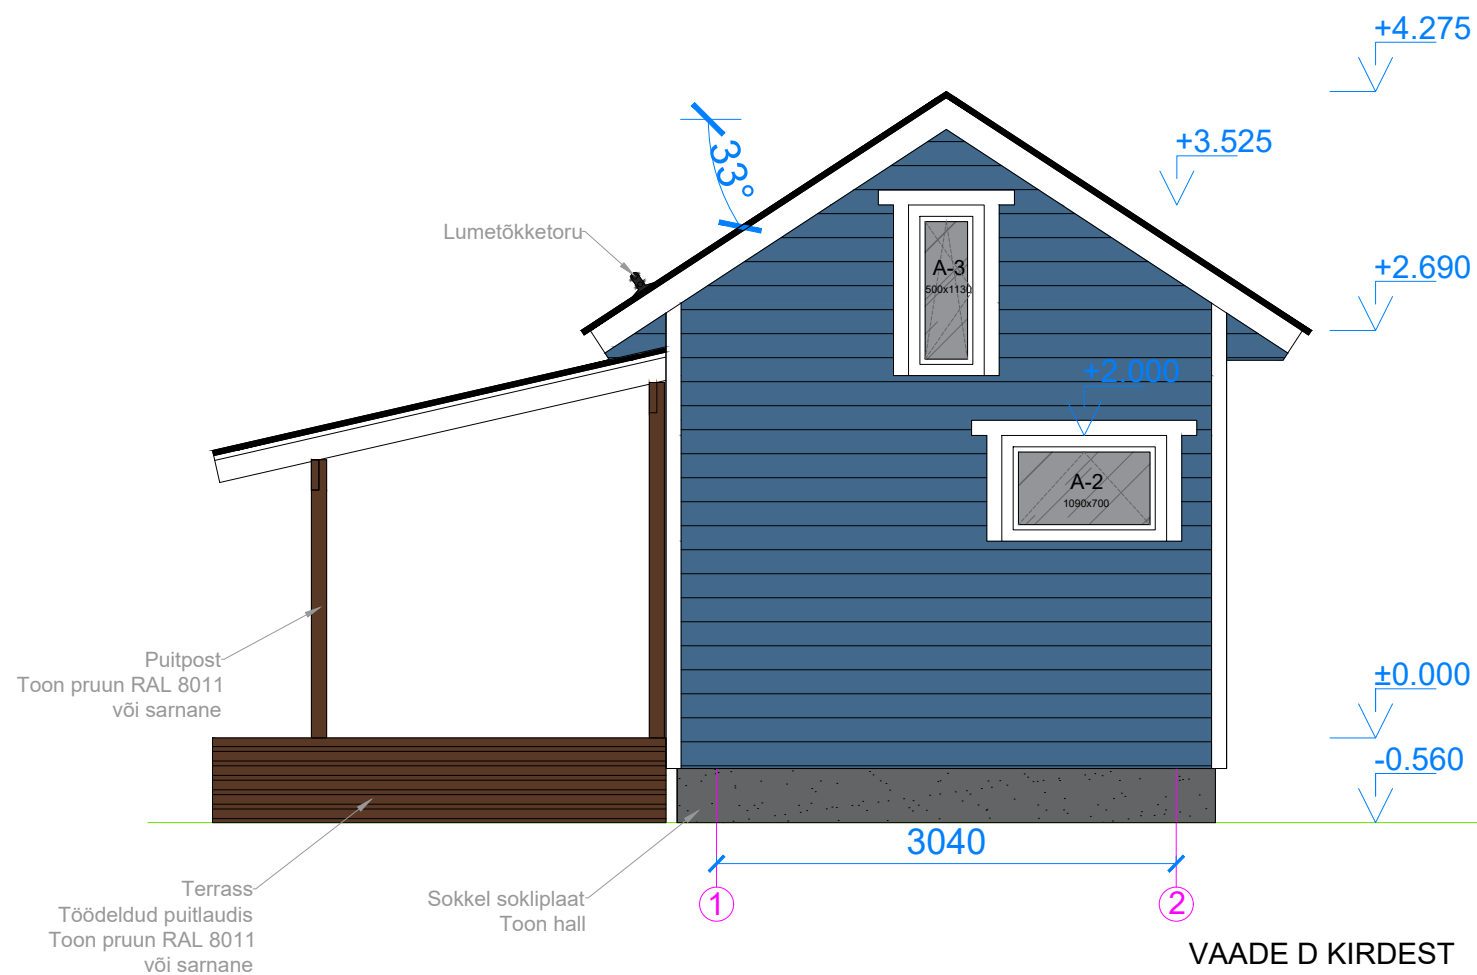 +4.275
+3.525
33°
Lumetõkketoru
+2.690
A-3
500x1130
+2.000
A-2
1090x700
Puitpost
Toon pruun RAL 8011
või sarnane
±0.000
-0.560
3040
Terrass
Töödeldud puitlaudis
Toon pruun RAL 8011
või sarnane
Sokkel sokliplaat
Toon hall
1
2
VAADE D KIRDEST